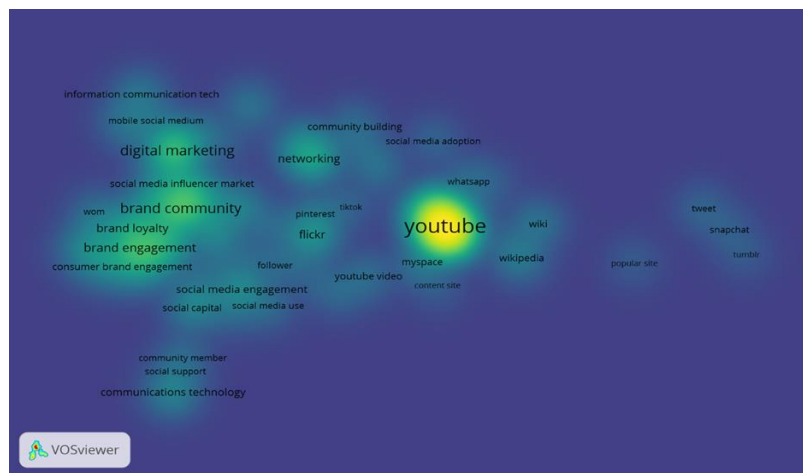 information communication tech
mobile social medium
community building
social media adoption
digital marketing
networking
social media influencer market
whatsapp
wom
brand community
pinterest
tiktok
tweet
brand loyalty
flickr
youtube
wiki
snapchat
brand engagement
tumblr
consumer brand engagement
follower
myspace
wikipedia
popular site
youtube video
social media engagement
content site
social capital
social media use
community member
social support
communications technology
VOSviewer